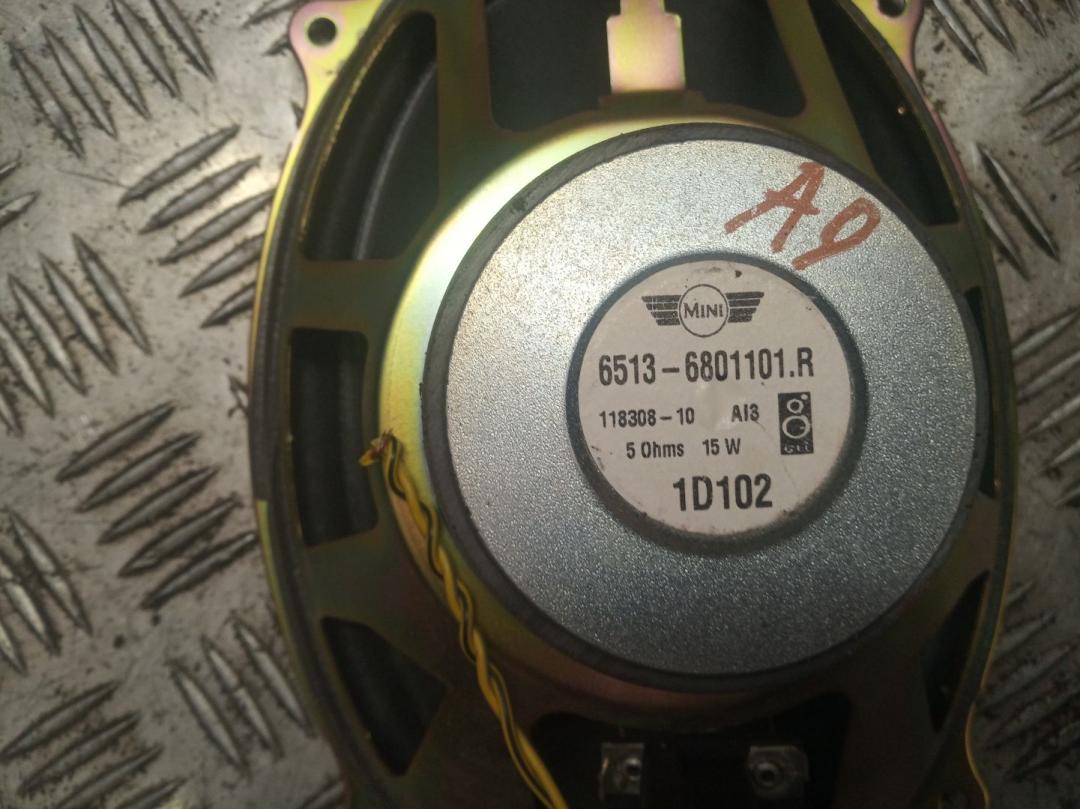 A9
MINI
6513-6801101.R
118308-10 AI3
5 Ohms 15 W
1D102